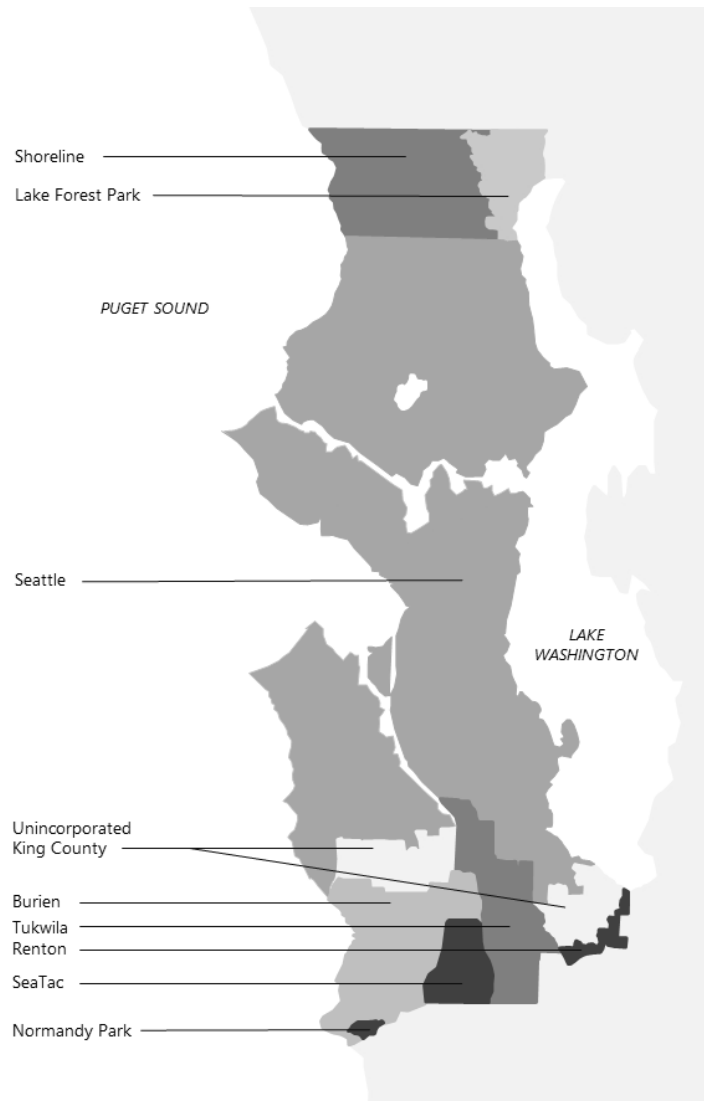 Shoreline
Lake Forest Park
PUGET SOUND
Seattle
LAKE
WASHINGTON
Unincorporated
King County
Burien
Tukwila
Renton
SeaTac
Normandy Park